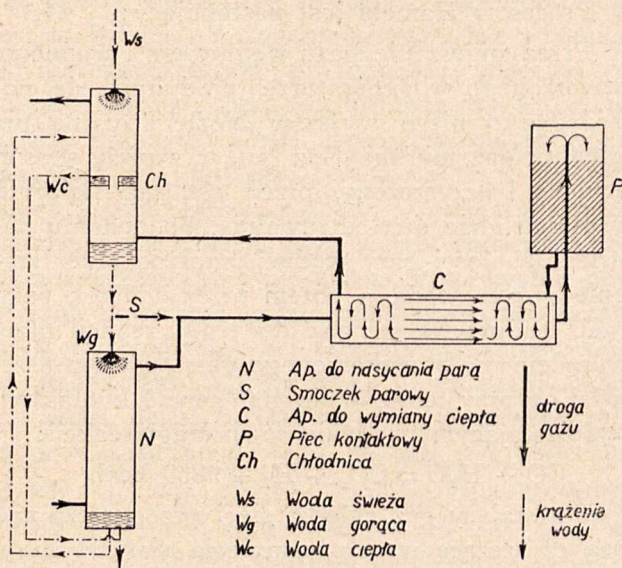 Ws
Wc
Ch
P
C
S
Wg
N
N Ap. do nasycania parą
S Smoczek parowy
C Ap. do wymiany ciepła
P Piec kontaktowy
Ch Chłodnica
Ws Woda świeża
Wg Woda gorąca
Wc Woda ciepła
droga
gazu
krążenie
wody